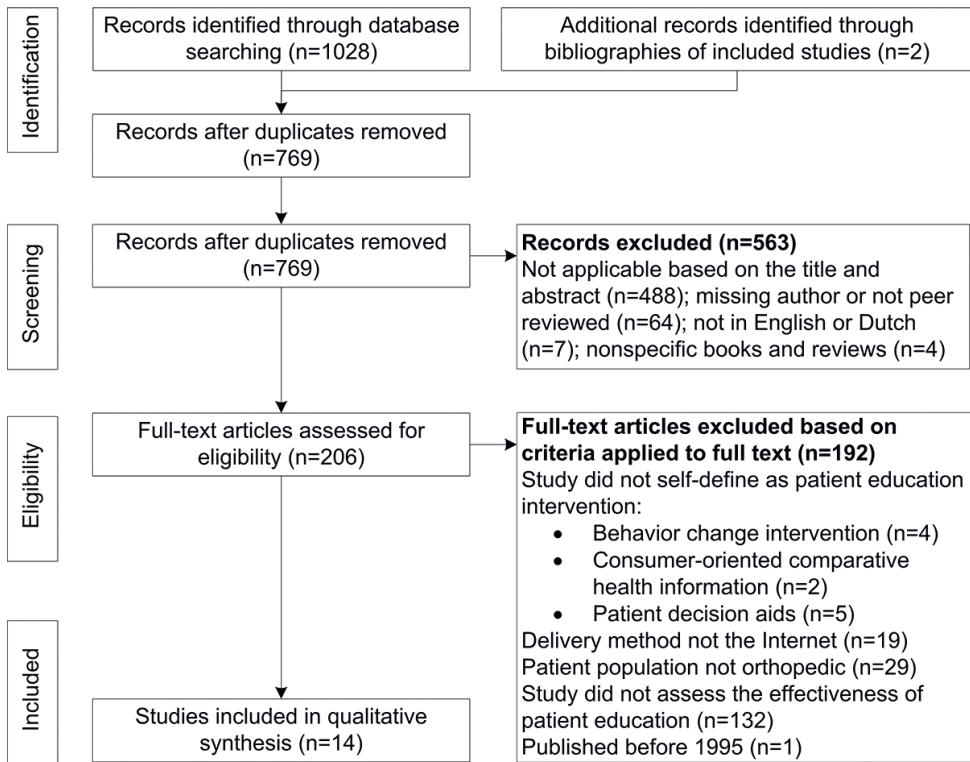 Identification
Records identified through database
searching (n=1028)
Additional records identified through
bibliographies of included studies (n=2)
Records after duplicates removed
(n=769)
Screening
Records after duplicates removed
(n=769)
Records excluded (n=563)
Not applicable based on the title and
abstract (n=488); missing author or not peer
reviewed (n=64); not in English or Dutch
(n=7); nonspecific books and reviews (n=4)
Eligibility
Full-text articles assessed for
eligibility (n=206)
Full-text articles excluded based on
criteria applied to full text (n=192)
Study did not self-define as patient education
intervention:
• Behavior change intervention (n=4)
• Consumer-oriented comparative
health information (n=2)
• Patient decision aids (n=5)
Delivery method not the Internet (n=19)
Patient population not orthopedic (n=29)
Study did not assess the effectiveness of
patient education (n=132)
Published before 1995 (n=1)
Included
Studies included in qualitative
synthesis (n=14)